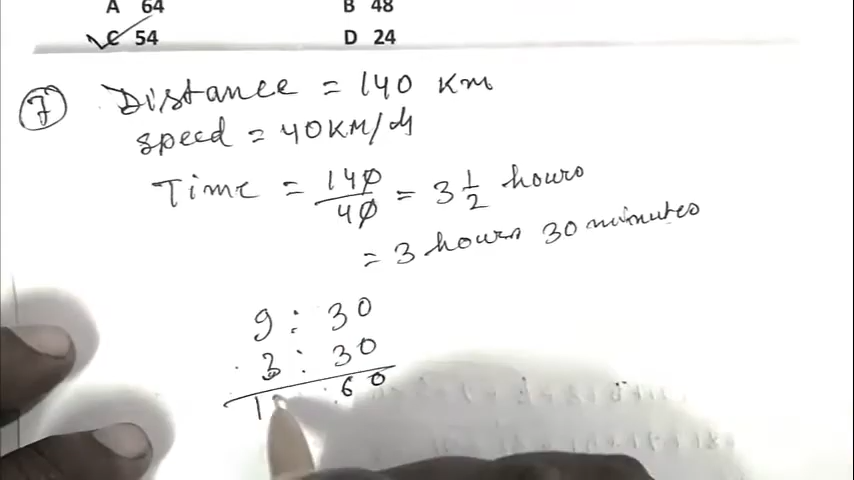 A 64 B 48
C 54 D 24
7 Distance = 140 Km
speed = 40KM/H
Time = 140/40 = 3 1/2 hours
= 3 hours 30 minutes
9 : 30
3 : 30
1 : 60